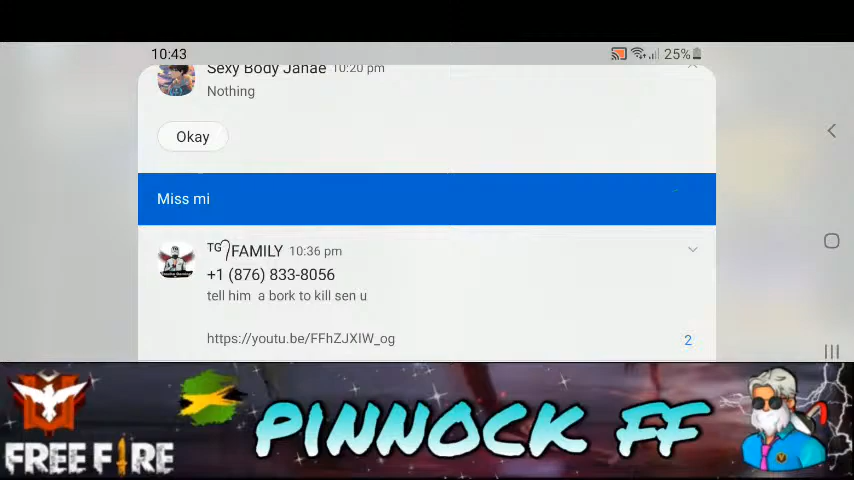 10:43
25%
Sexy Body Janae 10:20 pm
Nothing
Okay
Miss mi
TG᭄FAMILY 10:36 pm
+1 (876) 833-8056
tell him a bork to kill sen u
https://youtu.be/FFhZJXIW_og
2
PINNOCK FF
FREE FIRE